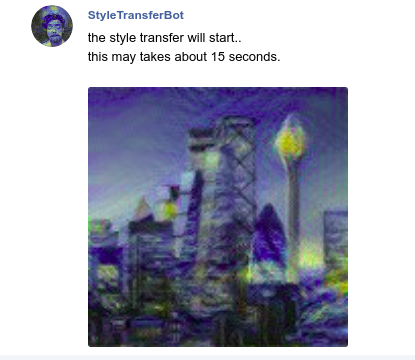 StyleTransferBot
the style transfer will start..
this may takes about 15 seconds.